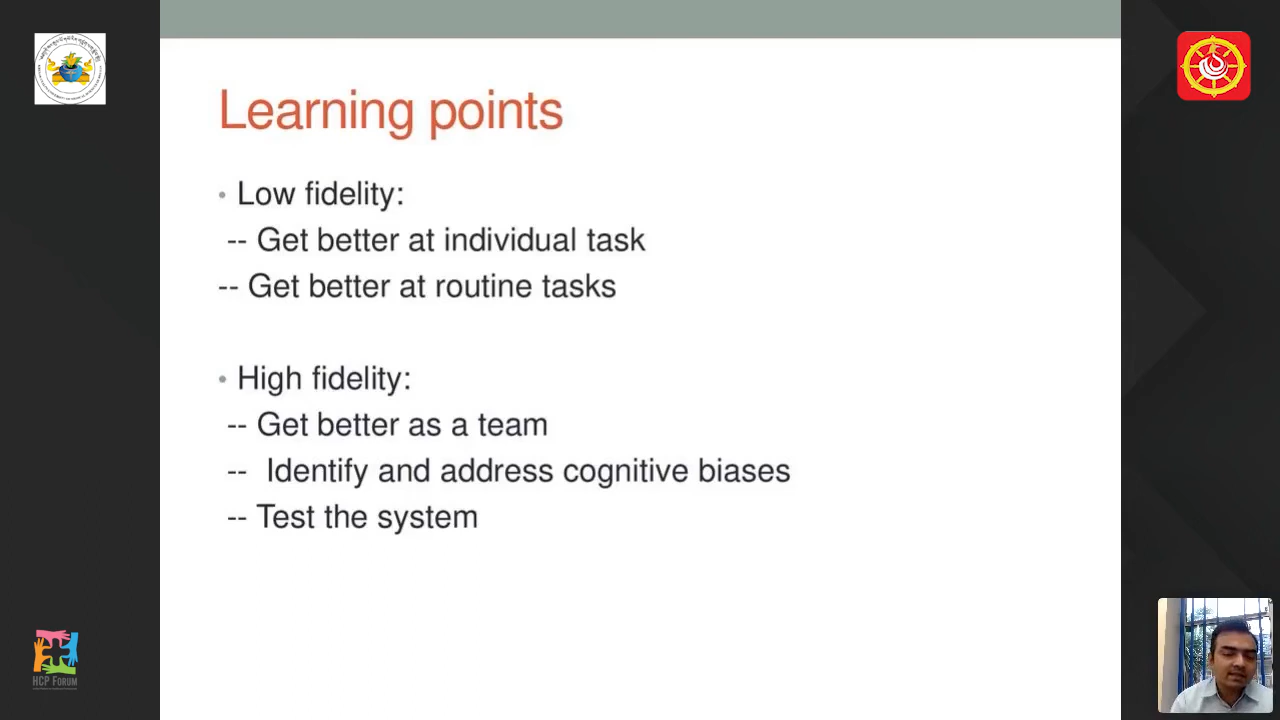 Learning points
• Low fidelity:
-- Get better at individual task
-- Get better at routine tasks
• High fidelity:
-- Get better as a team
-- Identify and address cognitive biases
-- Test the system
HCP FORUM